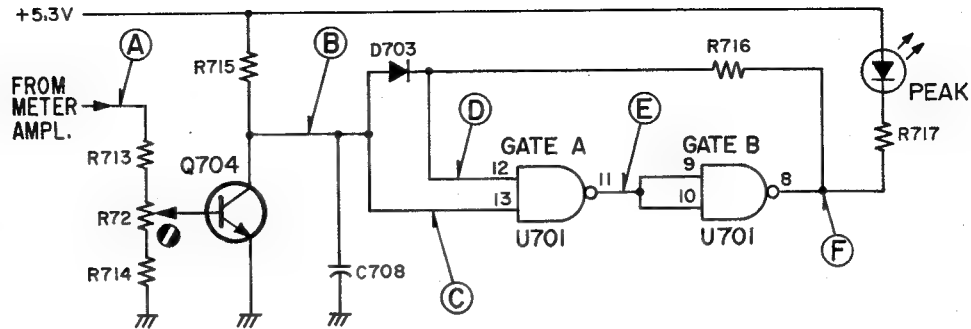 +5.3V
A
B
D703
R716
R715
FROM
METER
AMPL.
PEAK
D
E
R717
R713
GATE A
GATE B
Q704
12
11
9
8
13
10
R72
U701
U701
F
R714
C708
C